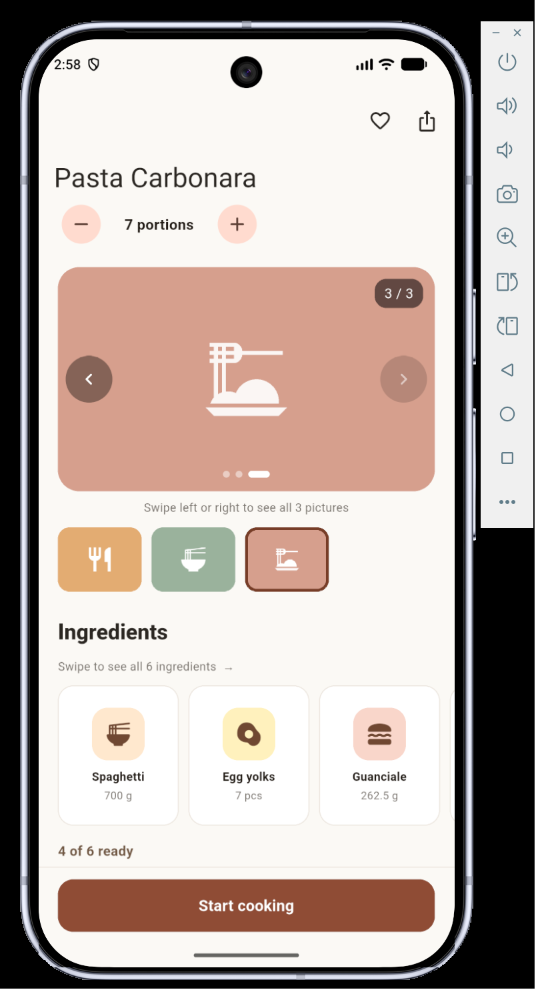 2:58
Pasta Carbonara
7 portions
3 / 3
Swipe left or right to see all 3 pictures
Ingredients
Swipe to see all 6 ingredients →
Spaghetti
700 g
Egg yolks
7 pcs
Guanciale
262.5 g
4 of 6 ready
Start cooking